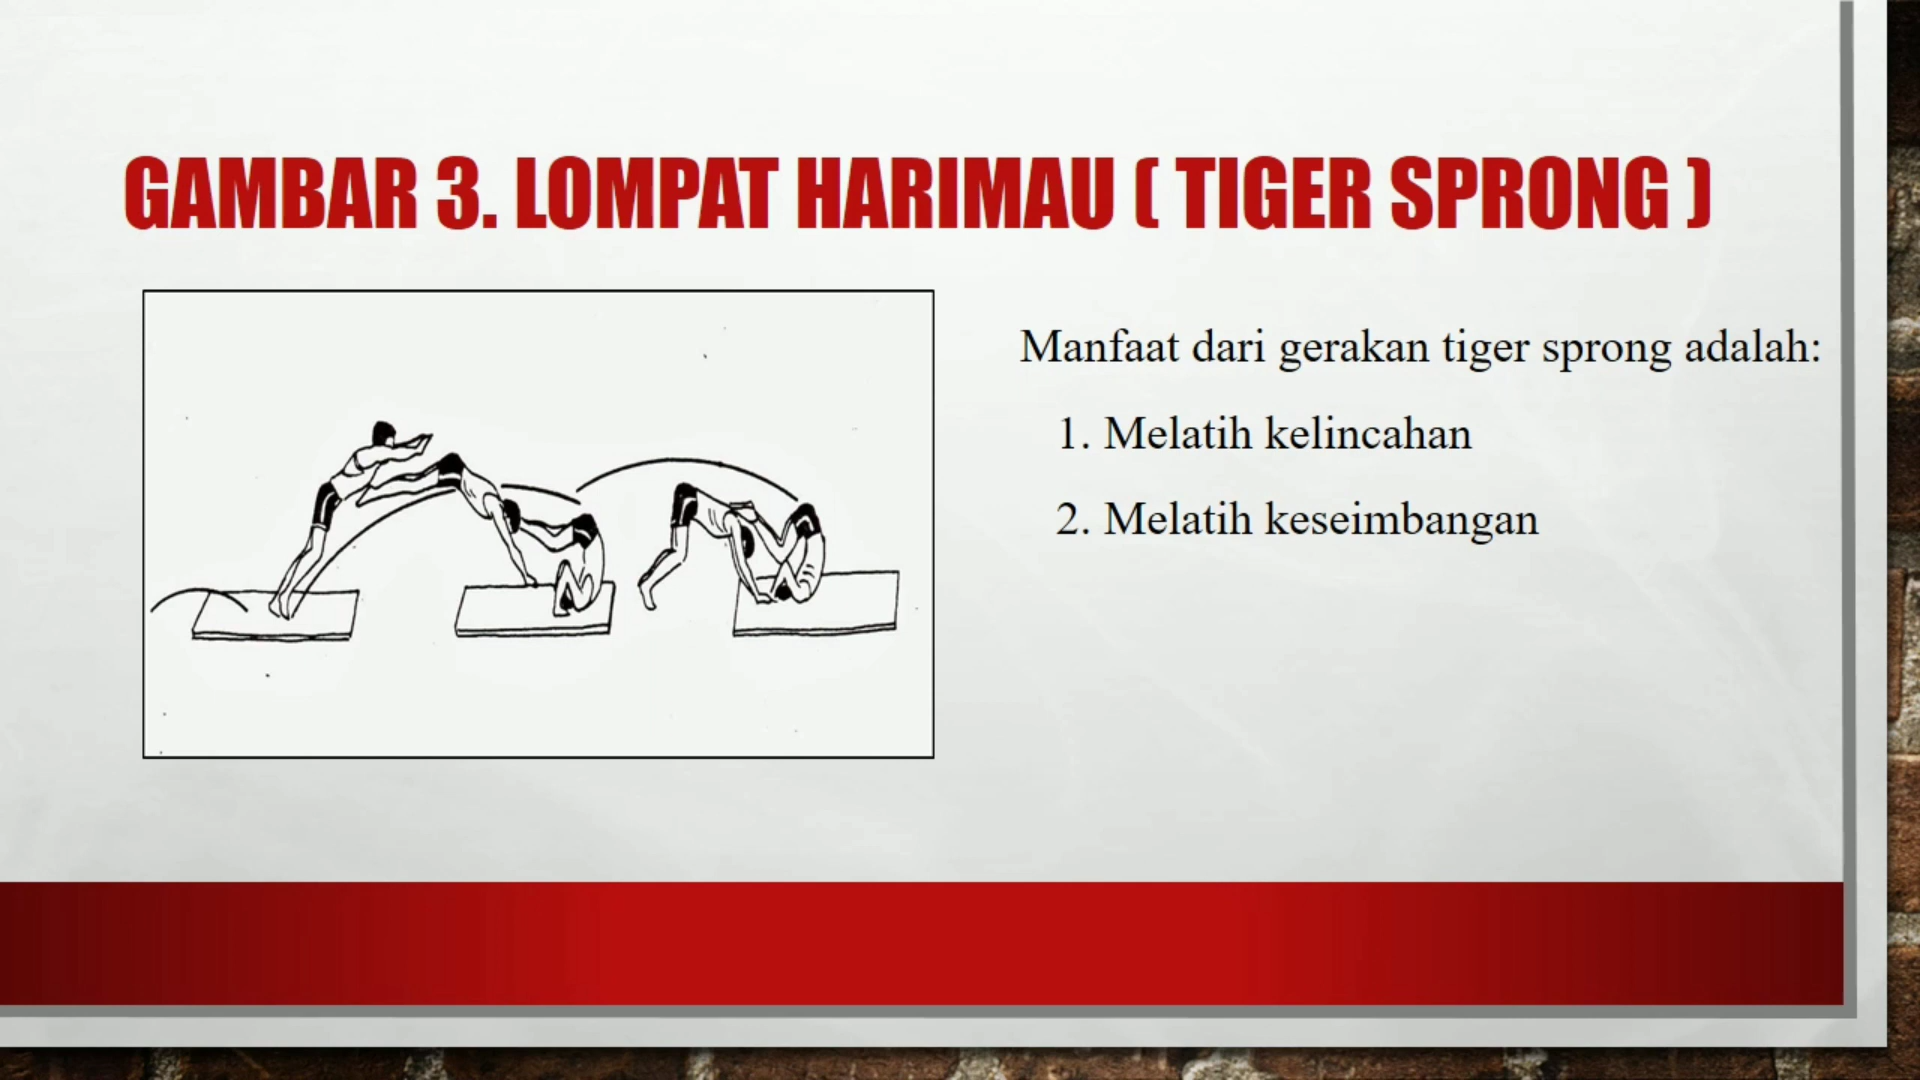 GAMBAR 3. LOMPAT HARIMAU ( TIGER SPRONG )
Manfaat dari gerakan tiger sprong adalah:
1. Melatih kelincahan
2. Melatih keseimbangan